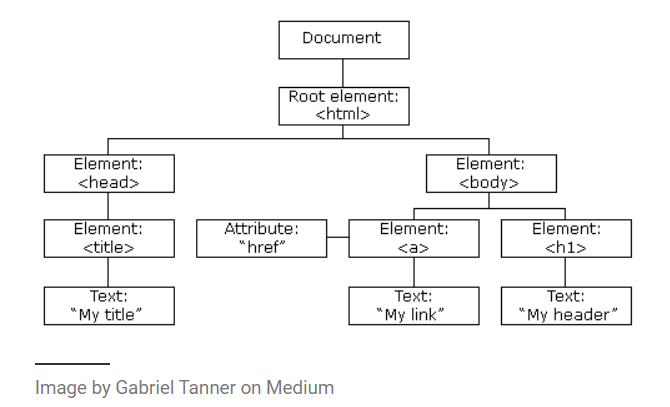 Document
Root element:
<html>
Element:
<head>
Element:
<body>
Element:
<title>
Attribute:
“href”
Element:
<a>
Element:
<h1>
Text:
“My title”
Text:
“My link”
Text:
“My header”
Image by Gabriel Tanner on Medium